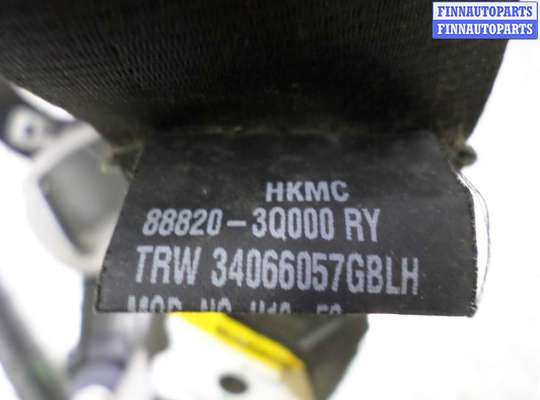 FINNAUTOPARTS
FINNAUTOPARTS
HKMC
88820-3Q000 RY
TRW 34066057GBLH